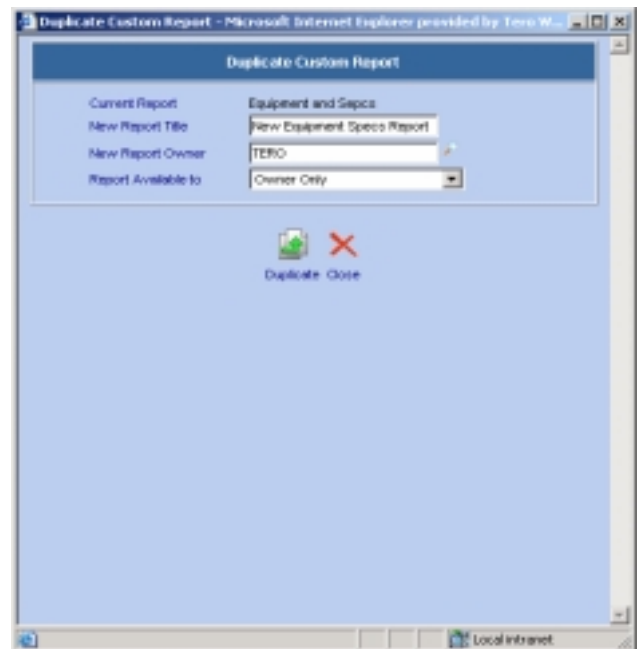 Duplicate Custom Report - Microsoft Internet Explorer provided by Tero W...
Duplicate Custom Report
Current Report Equipment and Sepcs
New Report Title New Equipment Specs Report
New Report Owner TERO
Report Available to Owner Only
Duplicate Close
Local intranet